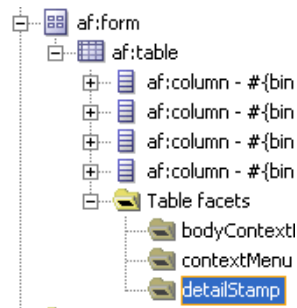 af:form
af:table
af:column - #{bin
af:column - #{bin
af:column - #{bin
af:column - #{bin
Table facets
bodyContextI
contextMenu
detailStamp